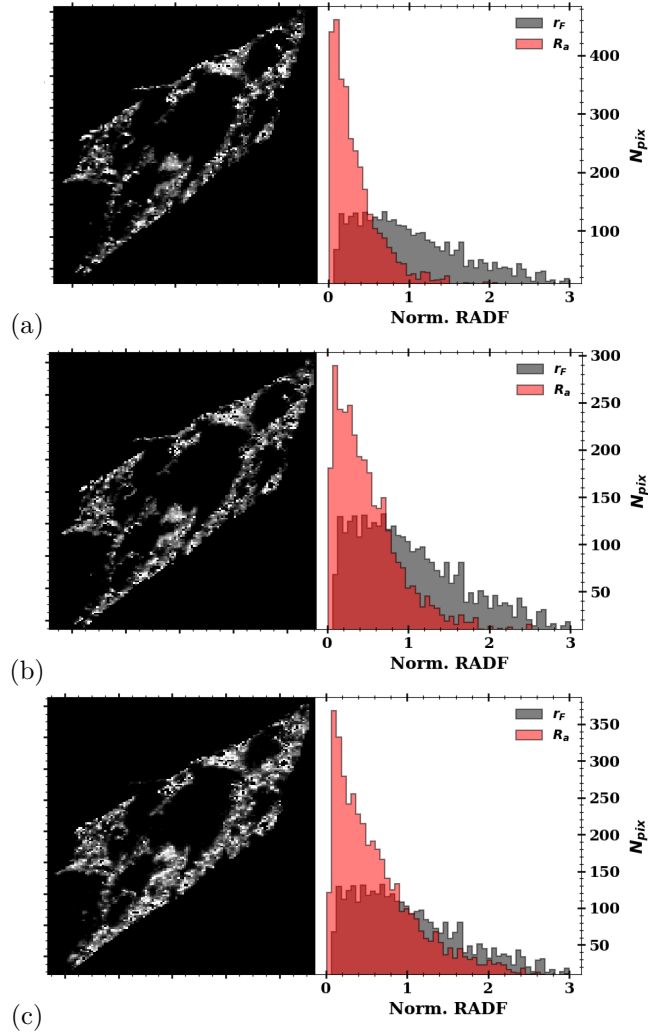 r_F
R_a
400
300
200
100
N_pix
0 1 2 3
Norm. RADF
(a)
r_F
R_a
300
250
200
150
100
50
N_pix
0 1 2 3
Norm. RADF
(b)
r_F
R_a
350
300
250
200
150
100
50
N_pix
0 1 2 3
Norm. RADF
(c)